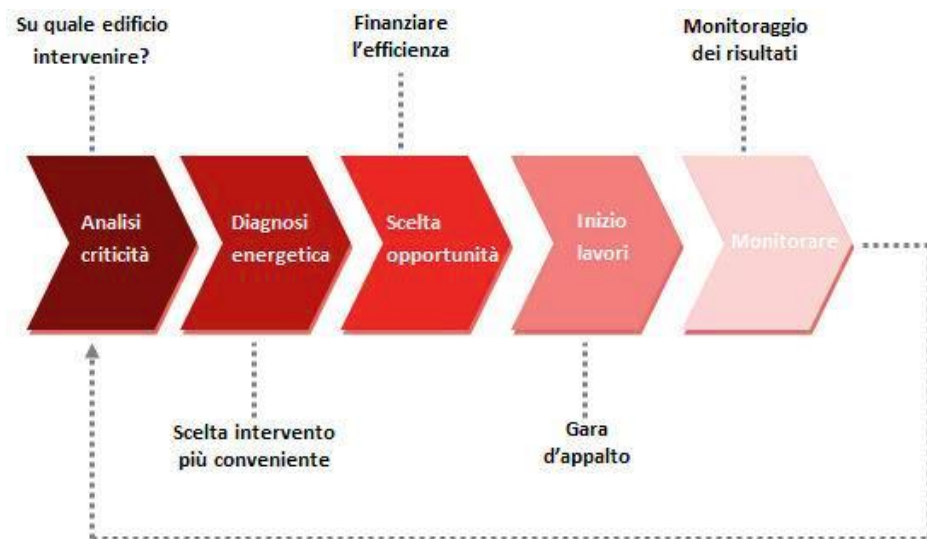 Su quale edificio
intervenire?
Finanziare
l'efficienza
Monitoraggio
dei risultati
Analisi
criticità
Diagnosi
energetica
Scelta
opportunità
Inizio
lavori
Monitorare
Scelta intervento
più conveniente
Gara
d'appalto